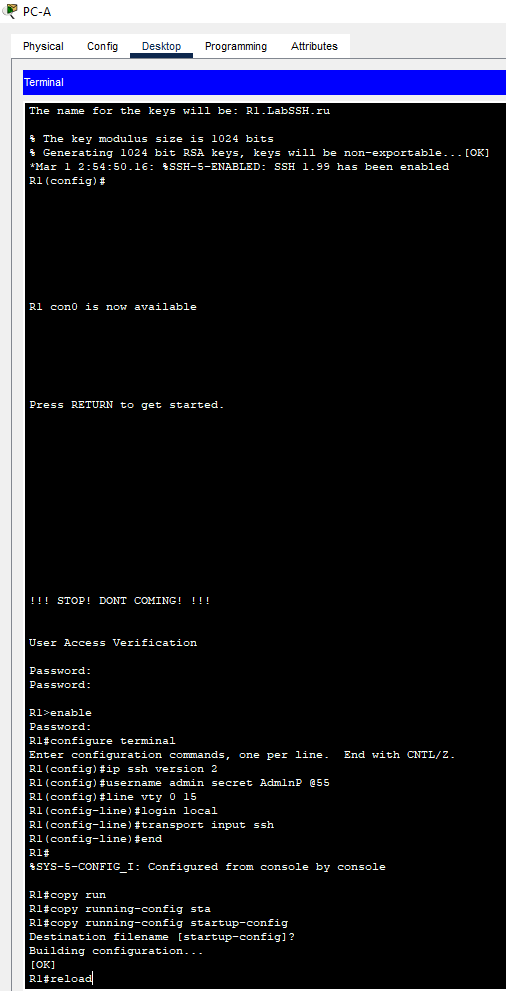 PC-A
Physical Config Desktop Programming Attributes
Terminal
The name for the keys will be: R1.LabSSH.ru
% The key modulus size is 1024 bits
% Generating 1024 bit RSA keys, keys will be non-exportable...[OK]
*Mar 1 2:54:50.16: %SSH-5-ENABLED: SSH 1.99 has been enabled
R1(config)#
R1 con0 is now available
Press RETURN to get started.
!!! STOP! DONT COMING! !!!
User Access Verification
Password:
Password:
R1>enable
Password:
R1#configure terminal
Enter configuration commands, one per line.  End with CNTL/Z.
R1(config)#ip ssh version 2
R1(config)#username admin secret Adm1nP @55
R1(config)#line vty 0 15
R1(config-line)#login local
R1(config-line)#transport input ssh
R1(config-line)#end
R1#
%SYS-5-CONFIG_I: Configured from console by console
R1#copy run
R1#copy running-config sta
R1#copy running-config startup-config
Destination filename [startup-config]?
Building configuration...
[OK]
R1#reload